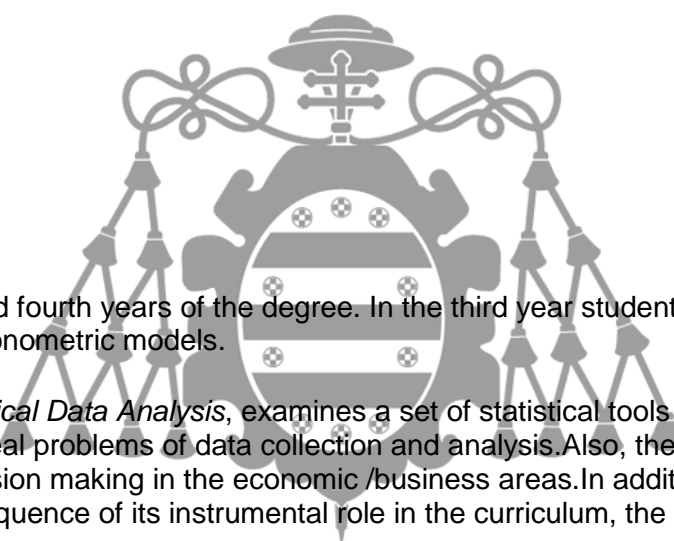 d fourth years of the degree. In the third year student
onometric models.
ical Data Analysis, examines a set of statistical tools
eal problems of data collection and analysis.Also, the
sion making in the economic /business areas.In addit
quence of its instrumental role in the curriculum, the